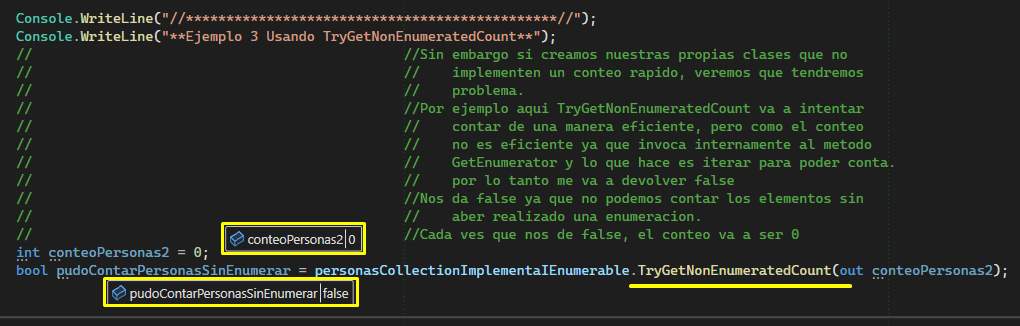 Console.WriteLine("//************************************************//");
Console.WriteLine("**Ejemplo 3 Usando TryGetNonEnumeratedCount**");
// //Sin embargo si creamos nuestras propias clases que no
// // implementen un conteo rapido, veremos que tendremos
// // problema.
// //Por ejemplo aqui TryGetNonEnumeratedCount va a intentar
// // contar de una manera eficiente, pero como el conteo
// // no es eficiente ya que invoca internamente al metodo
// // GetEnumerator y lo que hace es iterar para poder conta.
// // por lo tanto me va a devolver false
// //Nos da false ya que no podemos contar los elementos sin
// // aber realizado una enumeracion.
// //Cada ves que nos de false, el conteo va a ser 0
conteoPersonas2 0
int conteoPersonas2 = 0;
bool pudoContarPersonasSinEnumerar = personasCollectionImplementaIEnumerable.TryGetNonEnumeratedCount(out conteoPersonas2);
pudoContarPersonasSinEnumerar false